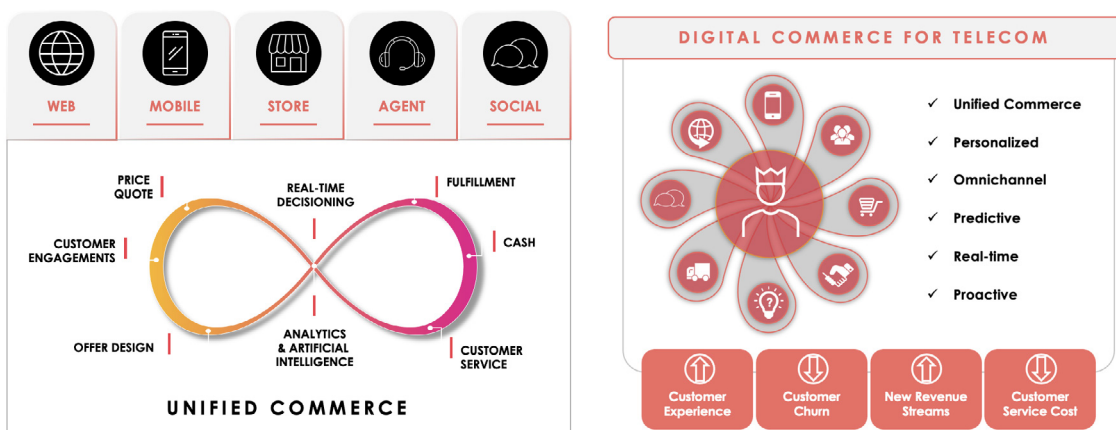 WEB
MOBILE
STORE
AGENT
SOCIAL
PRICE
QUOTE
CUSTOMER
ENGAGEMENTS
OFFER DESIGN
REAL-TIME
DECISIONING
ANALYTICS
& ARTIFICIAL
INTELLIGENCE
FULFILLMENT
CASH
CUSTOMER
SERVICE
UNIFIED COMMERCE
DIGITAL COMMERCE FOR TELECOM
?
✓ Unified Commerce
✓ Personalized
✓ Omnichannel
✓ Predictive
✓ Real-time
✓ Proactive
Customer
Experience
Customer
Churn
New Revenue
Streams
Customer
Service Cost